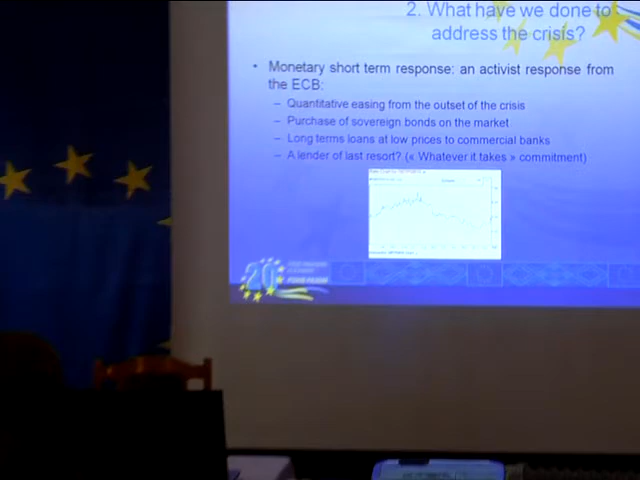 2. What have we done to
address the crisis?
• Monetary short term response: an activist response from
the ECB:
– Quantitative easing from the outset of the crisis
– Purchase of sovereign bonds on the market
– Long terms loans at low prices to commercial banks
– A lender of last resort? (« Whatever it takes » commitment)
20